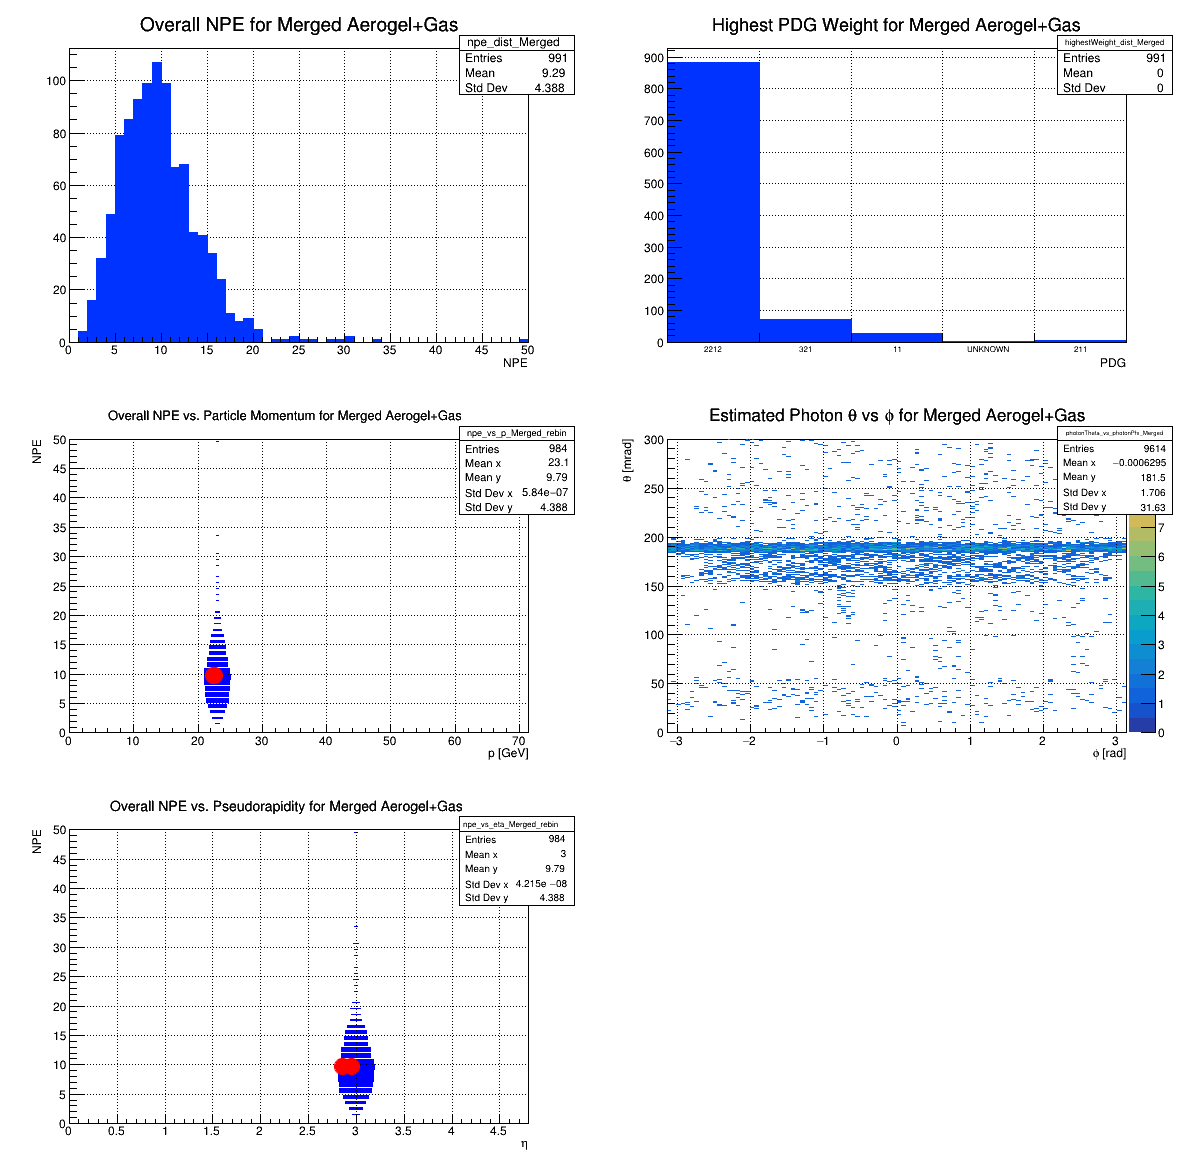 Overall NPE for Merged Aerogel+Gas
npe_dist_Merged
Entries 991
Mean 9.29
Std Dev 4.388
100
80
60
40
20
0
0 5 10 15 20 25 30 35 40 45 50
NPE
Highest PDG Weight for Merged Aerogel+Gas
highestWeight_dist_Merged
Entries 991
Mean 0
Std Dev 0
900
800
700
600
500
400
300
200
100
0
2212 321 11 UNKNOWN 211
PDG
Overall NPE vs. Particle Momentum for Merged Aerogel+Gas
npe_vs_p_Merged_rebin
Entries 984
Mean x 23.1
Mean y 9.79
Std Dev x 5.84e-07
Std Dev y 4.388
NPE
50
45
40
35
30
25
20
15
10
5
0
0 10 20 30 40 50 60 70
p [GeV]
Estimated Photon θ vs ϕ for Merged Aerogel+Gas
photonTheta_vs_photonPhi_Merged
Entries 9614
Mean x −0.0006295
Mean y 181.5
Std Dev x 1.706
Std Dev y 31.63
θ [mrad]
300
250
200
150
100
50
0
−3 −2 −1 0 1 2 3
ϕ [rad]
7
6
5
4
3
2
1
0
Overall NPE vs. Pseudorapidity for Merged Aerogel+Gas
npe_vs_eta_Merged_rebin
Entries 984
Mean x 3
Mean y 9.79
Std Dev x 4.215e −08
Std Dev y 4.388
NPE
50
45
40
35
30
25
20
15
10
5
0
0 0.5 1 1.5 2 2.5 3 3.5 4 4.5
η